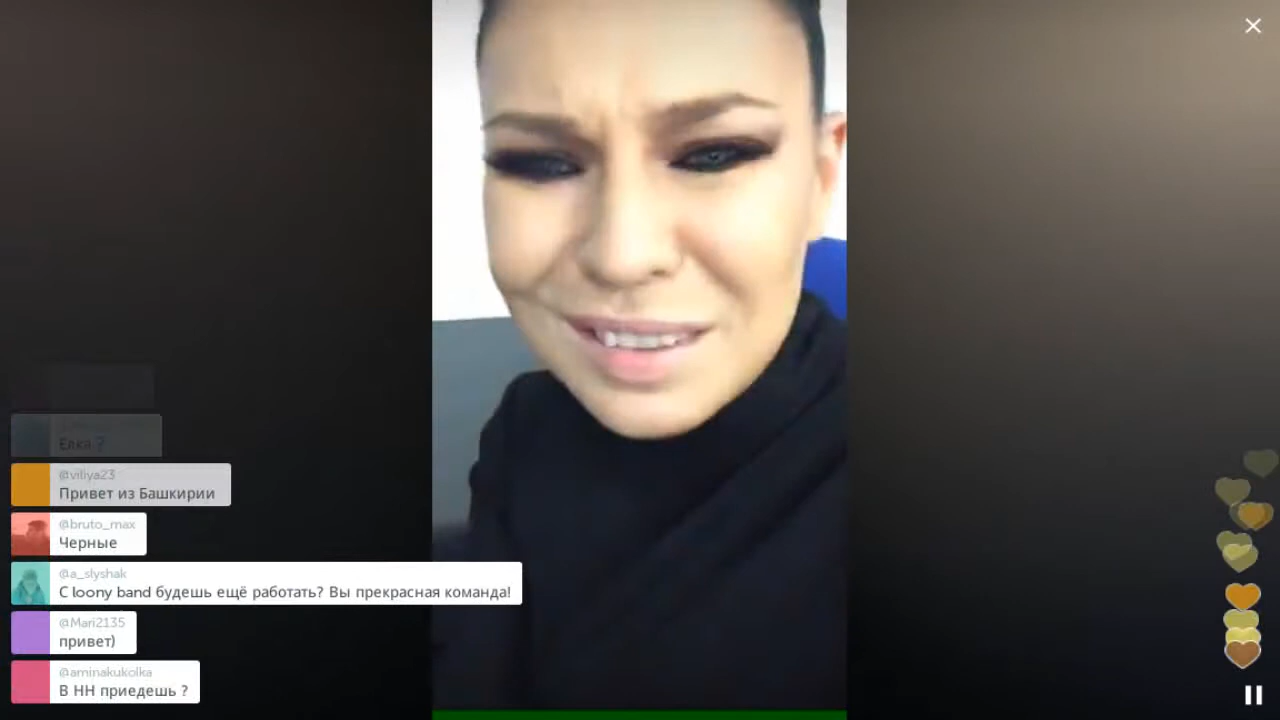 Елка ?
@viliya23
Привет из Башкирии
@bruto_max
Черные
@a_slyshak
С loony band будешь ещё работать? Вы прекрасная команда!
@Mari2135
привет)
@aminakukolka
В НН приедешь ?